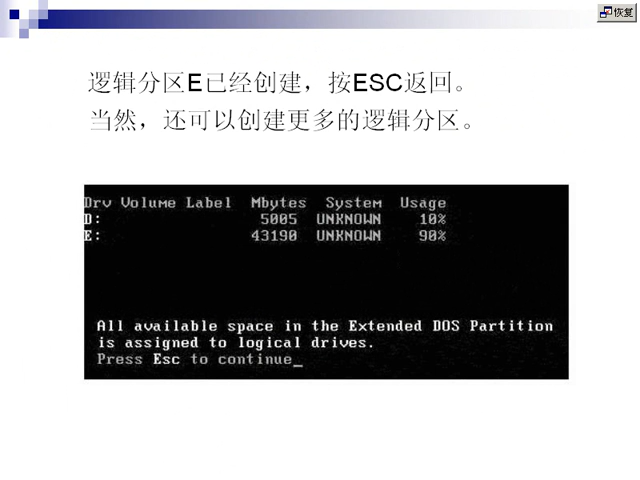 恢复
逻辑分区E已经创建，按ESC返回。
当然，还可以创建更多的逻辑分区。
Drv Volume Label  Mbytes  System  Usage
D:                 5005  UNKNOWN    10%
E:                43190  UNKNOWN    90%
All available space in the Extended DOS Partition
is assigned to logical drives.
Press Esc to continue_